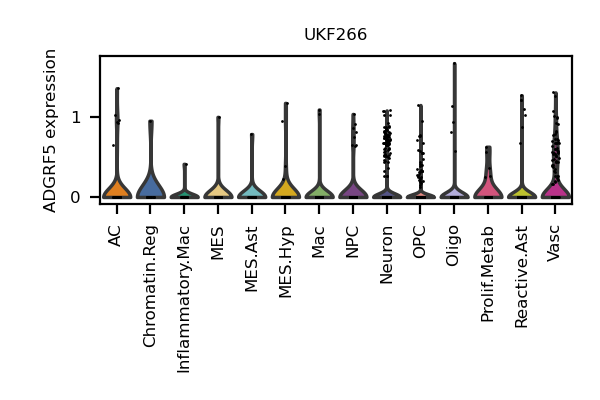 UKF266
ADGRF5 expression
1
0
AC
Chromatin.Reg
Inflammatory.Mac
MES
MES.Ast
MES.Hyp
Mac
NPC
Neuron
OPC
Oligo
Prolif.Metab
Reactive.Ast
Vasc